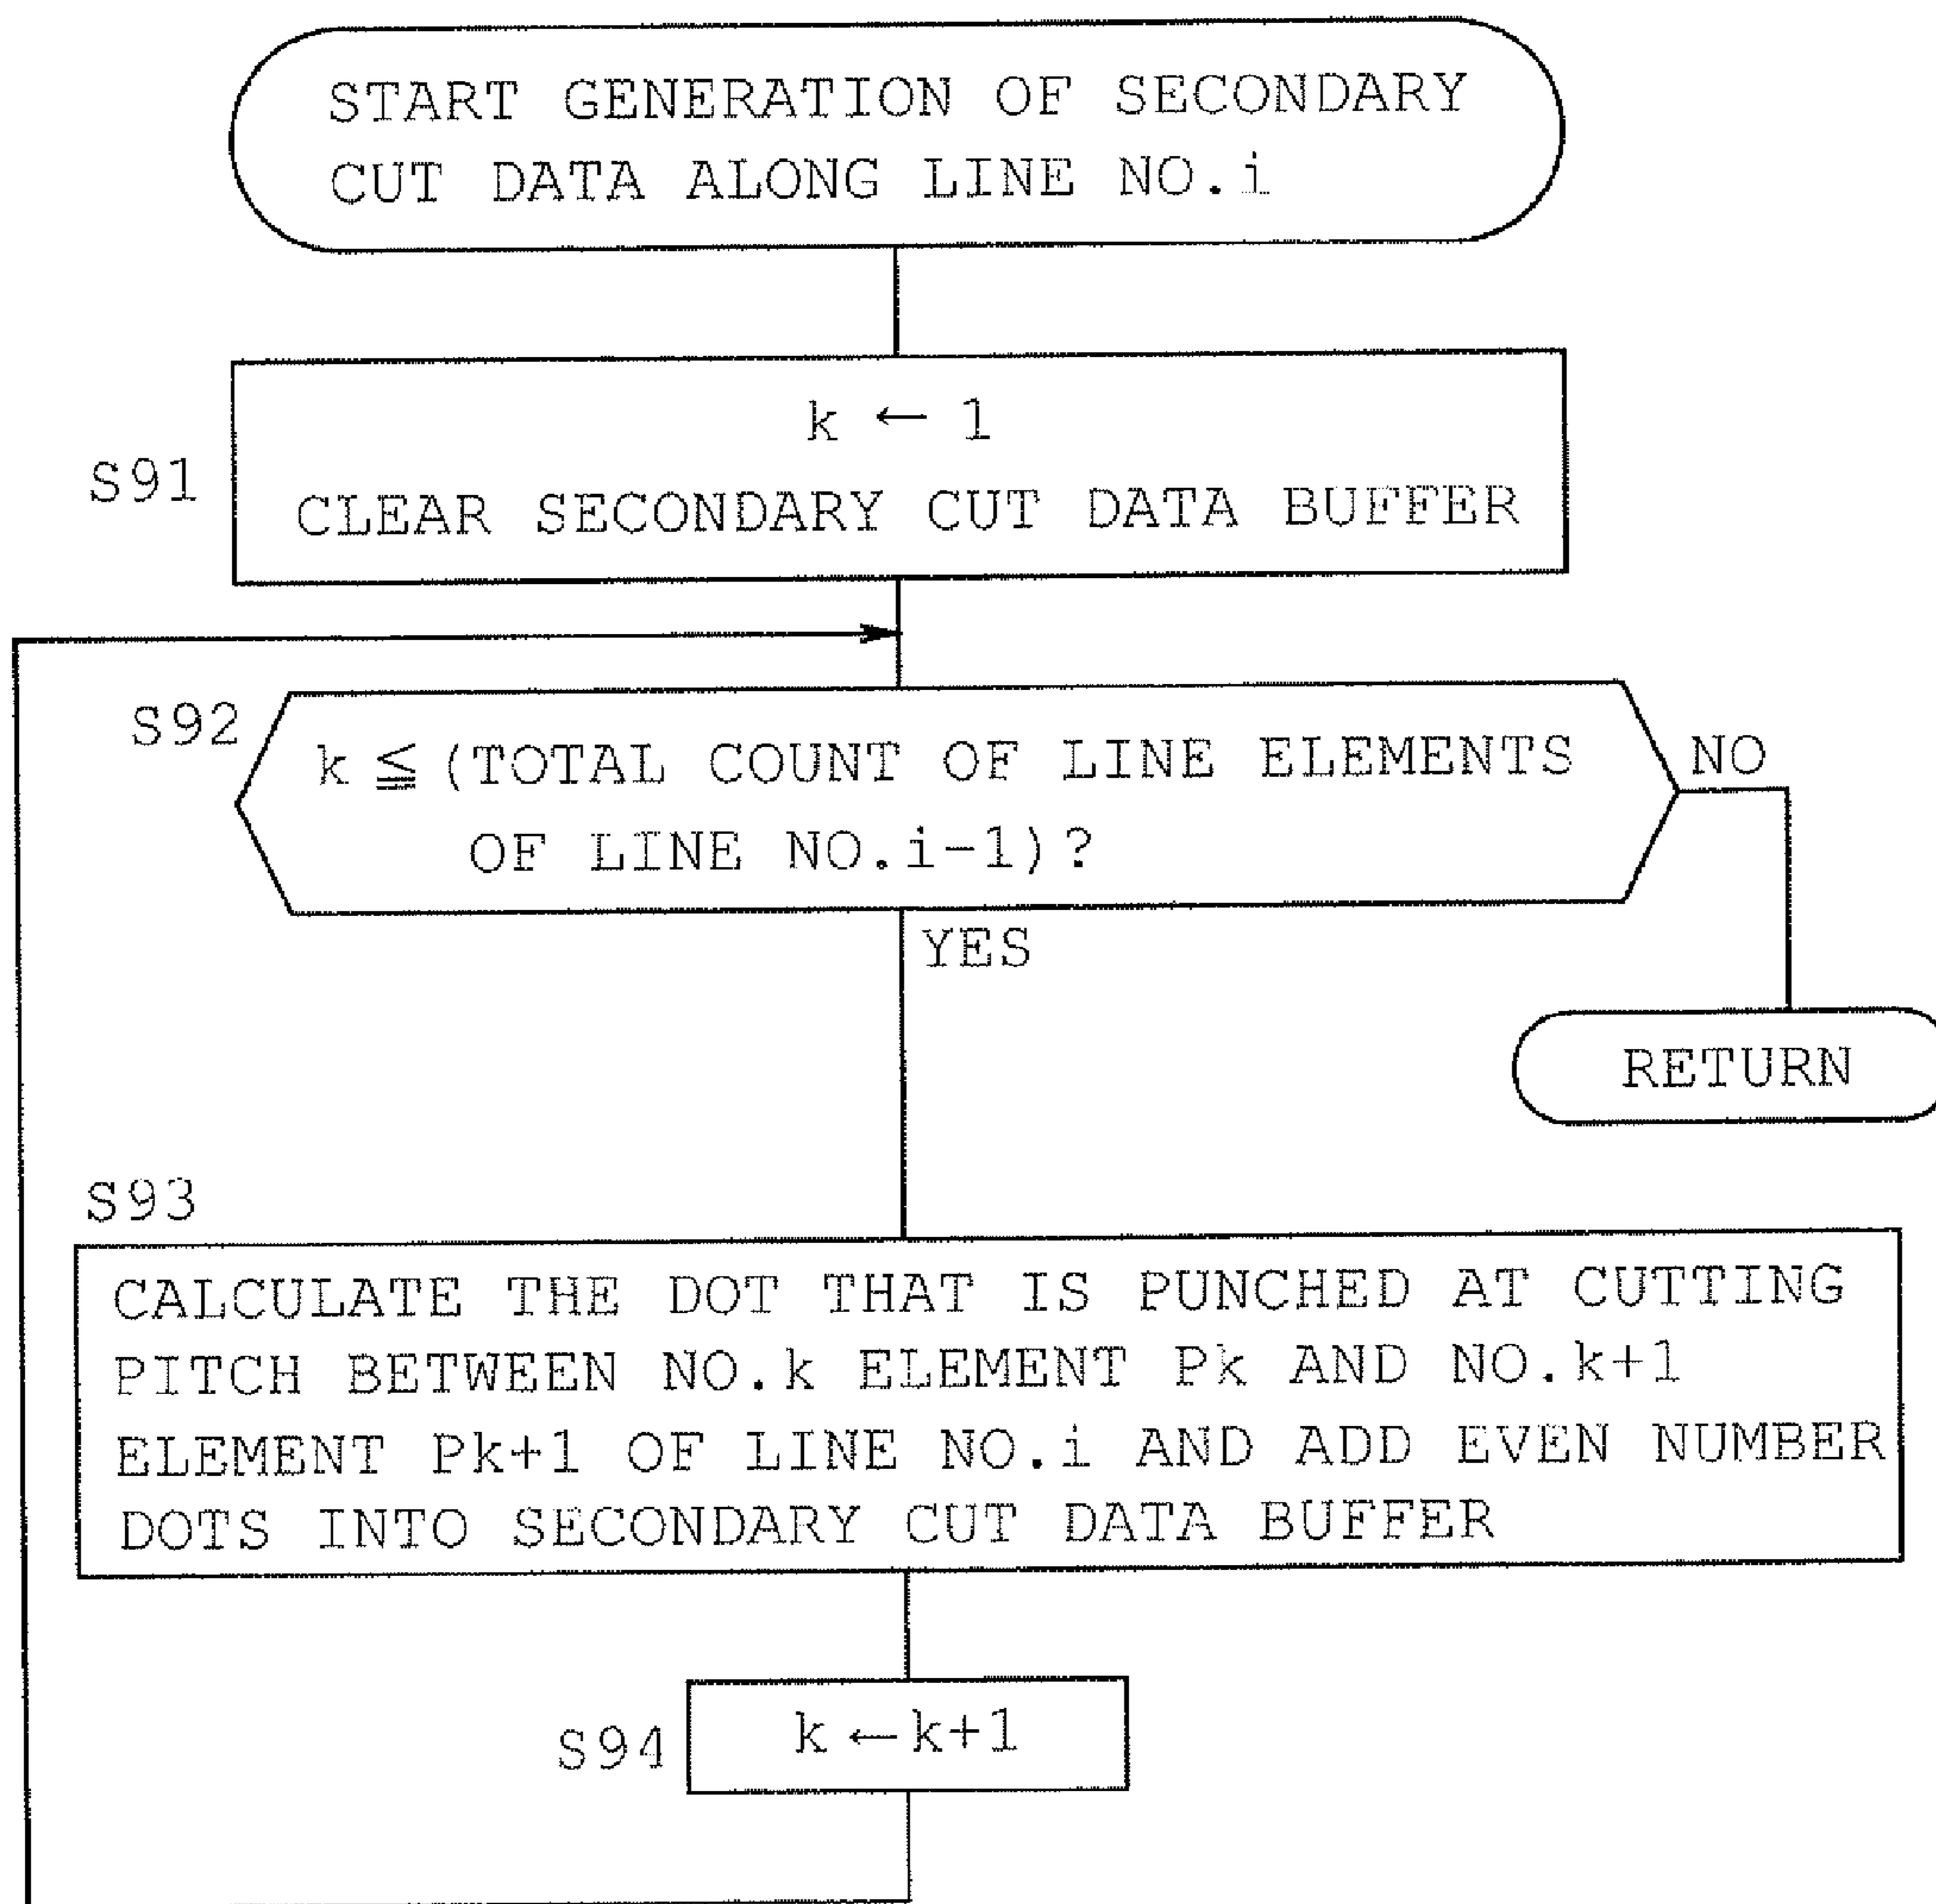 START GENERATION OF SECONDARY
CUT DATA ALONG LINE NO.i
k ← 1
S91
CLEAR SECONDARY CUT DATA BUFFER
S92
k ≦ (TOTAL COUNT OF LINE ELEMENTS
OF LINE NO.i-1)?
NO
YES
RETURN
S93
CALCULATE THE DOT THAT IS PUNCHED AT CUTTING
PITCH BETWEEN NO.k ELEMENT Pk AND NO.k+1
ELEMENT Pk+1 OF LINE NO.i AND ADD EVEN NUMBER
DOTS INTO SECONDARY CUT DATA BUFFER
S94
k ← k+1